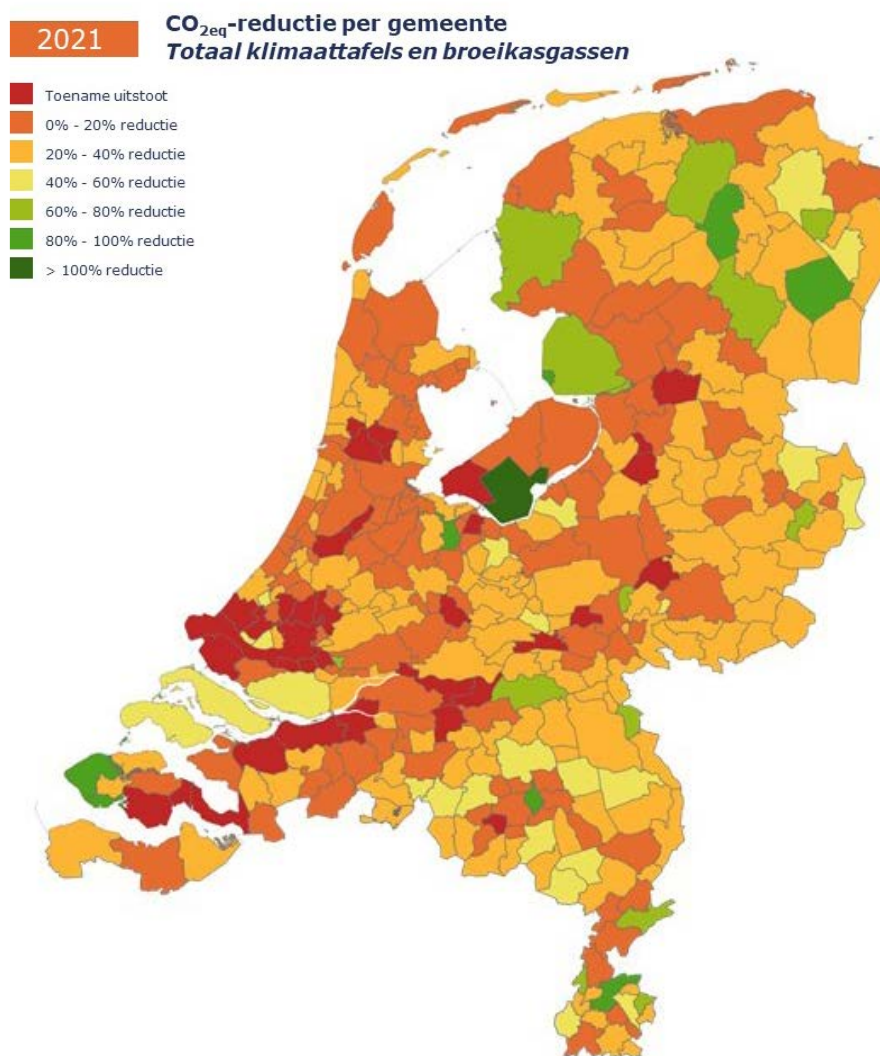 2021
CO2eq-reductie per gemeente
Totaal klimaattafels en broeikasgassen
Toename uitstoot
0% - 20% reductie
20% - 40% reductie
40% - 60% reductie
60% - 80% reductie
80% - 100% reductie
> 100% reductie